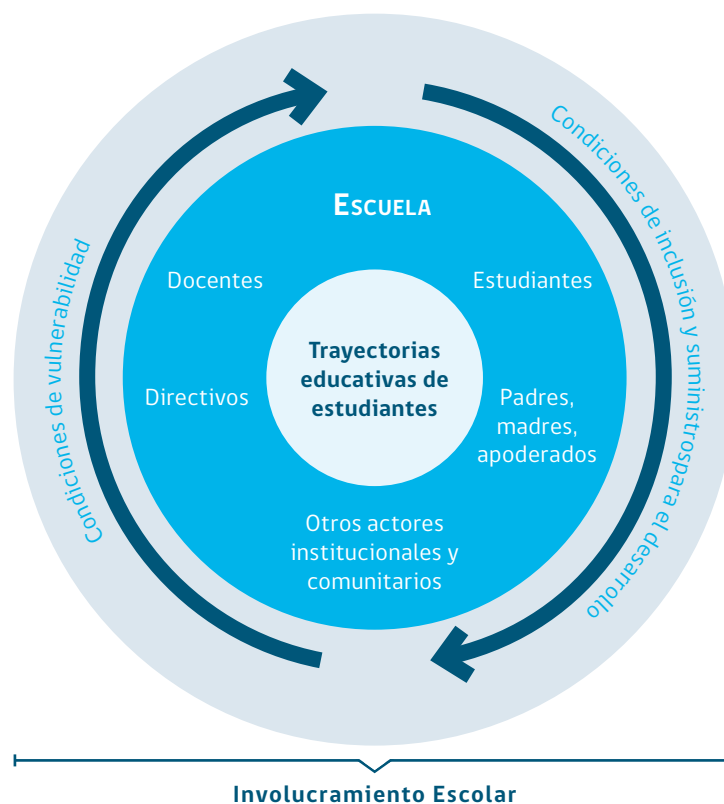 ESCUELA
Docentes
Estudiantes
Trayectorias
educativas de
estudiantes
Directivos
Padres,
madres,
apoderados
Otros actores
institucionales y
comunitarios
Condiciones de vulnerabilidad
Condiciones de inclusión y suministrospara el desarrollo
Involucramiento Escolar